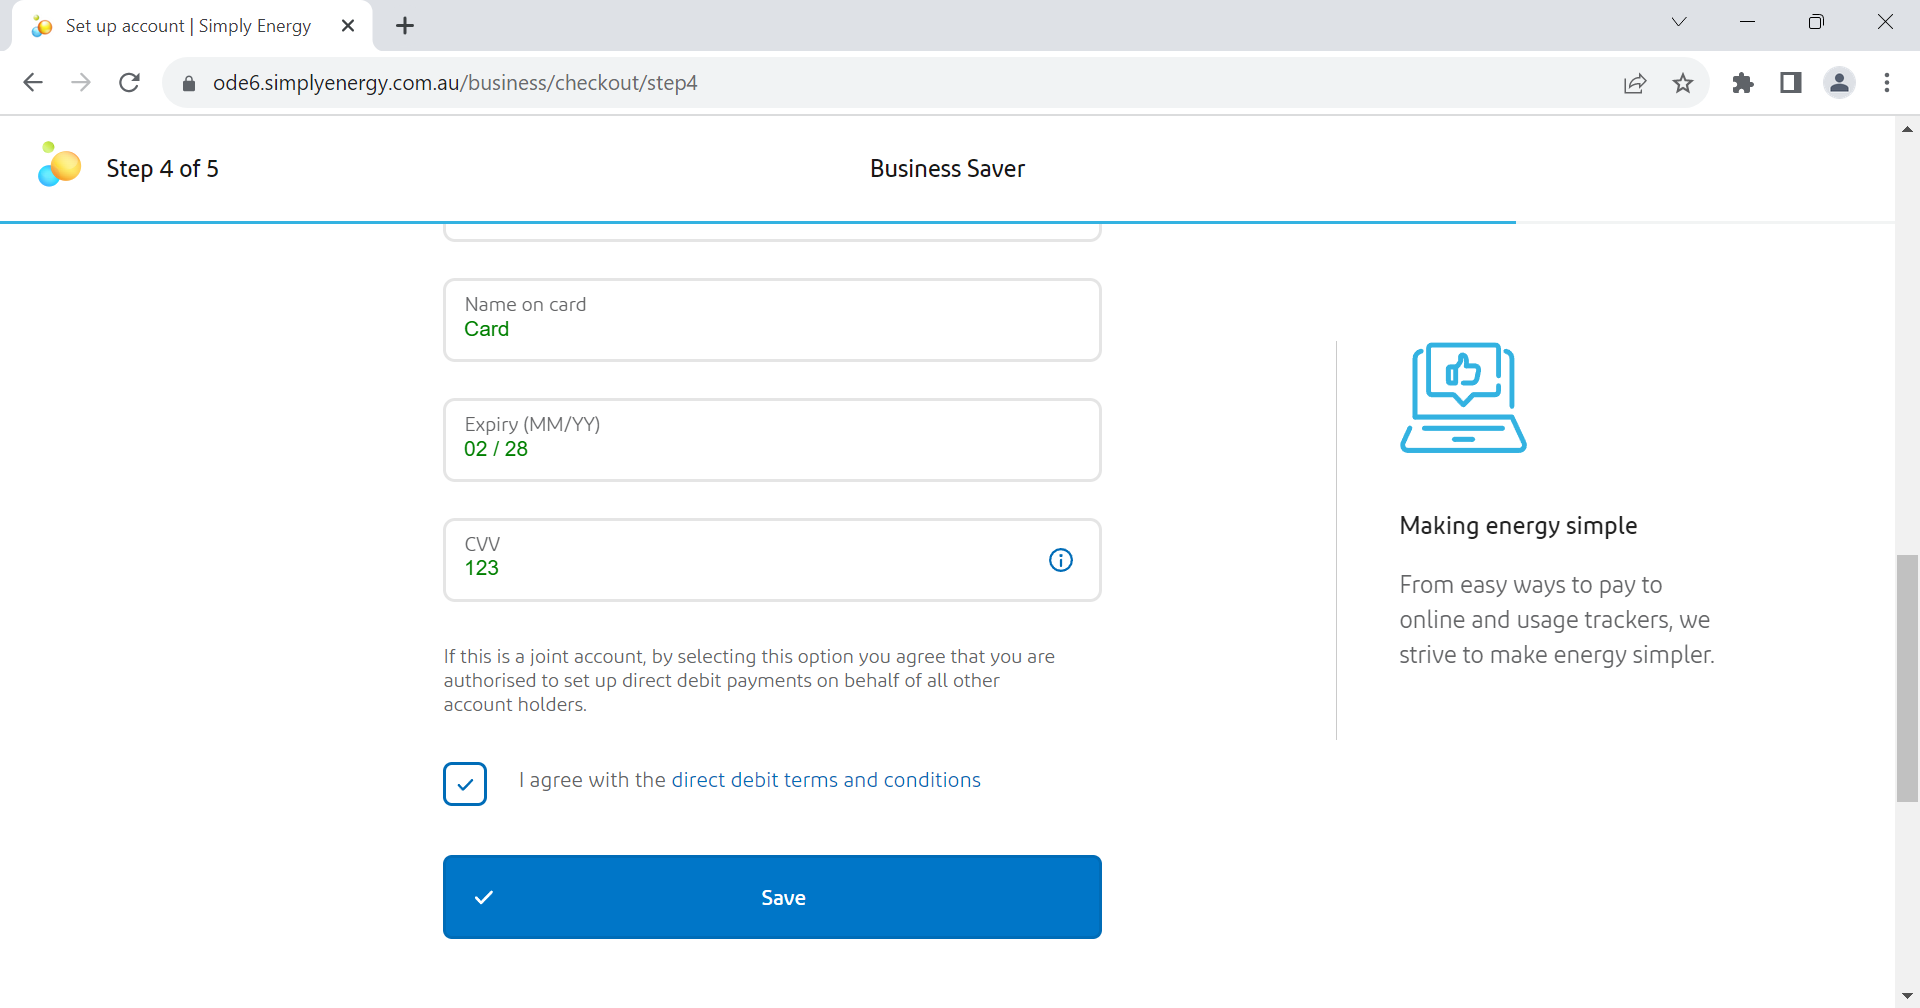 Set up account | Simply Energy
ode6.simplyenergy.com.au/business/checkout/step4
Step 4 of 5
Business Saver
Name on card
Card
Expiry (MM/YY)
02 / 28
CVV
123
If this is a joint account, by selecting this option you agree that you are
authorised to set up direct debit payments on behalf of all other
account holders.
I agree with the direct debit terms and conditions
Save
Making energy simple
From easy ways to pay to
online and usage trackers, we
strive to make energy simpler.